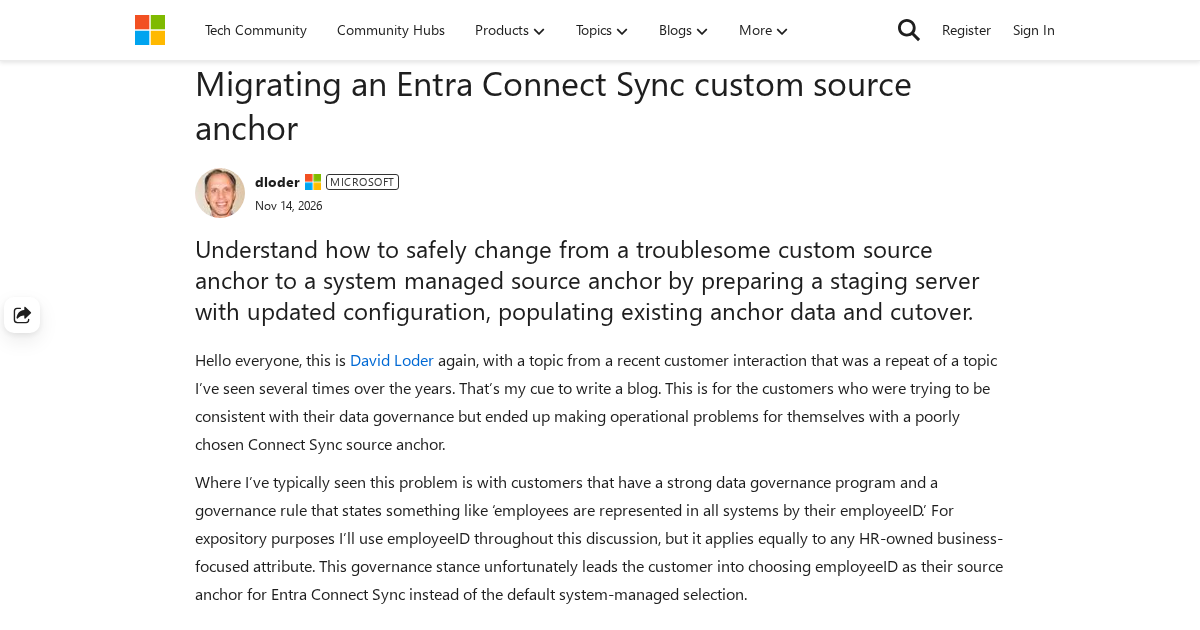 Tech Community Community Hubs Products Topics Blogs More Register Sign In
Migrating an Entra Connect Sync custom source
anchor
dloder MICROSOFT
Nov 14, 2026
Understand how to safely change from a troublesome custom source
anchor to a system managed source anchor by preparing a staging server
with updated configuration, populating existing anchor data and cutover.
Hello everyone, this is David Loder again, with a topic from a recent customer interaction that was a repeat of a topic
I’ve seen several times over the years. That’s my cue to write a blog. This is for the customers who were trying to be
consistent with their data governance but ended up making operational problems for themselves with a poorly
chosen Connect Sync source anchor.
Where I’ve typically seen this problem is with customers that have a strong data governance program and a
governance rule that states something like ‘employees are represented in all systems by their employeeID.’ For
expository purposes I’ll use employeeID throughout this discussion, but it applies equally to any HR-owned business-
focused attribute. This governance stance unfortunately leads the customer into choosing employeeID as their source
anchor for Entra Connect Sync instead of the default system-managed selection.